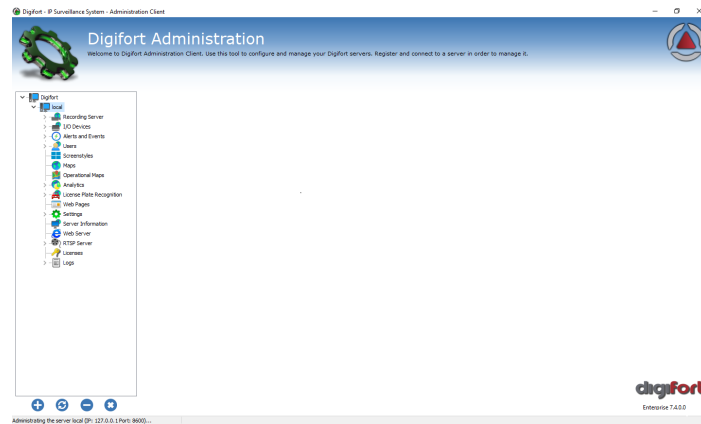 Digifort - IP Surveillance System - Administration Client
Digifort Administration
Welcome to Digifort Administration Client. Use this tool to configure and manage your Digifort servers. Register and connect to a server in order to manage it.
Digifort
local
Recording Server
I/O Devices
Alerts and Events
Users
Screenstyles
Maps
Operational Maps
Analytics
License Plate Recognition
Web Pages
Settings
Server Information
Web Server
RTSP Server
Licenses
Logs
digifort
Enterprise 7.4.0.0
Administrating the server local (IP: 127.0.0.1 Port: 8600)...